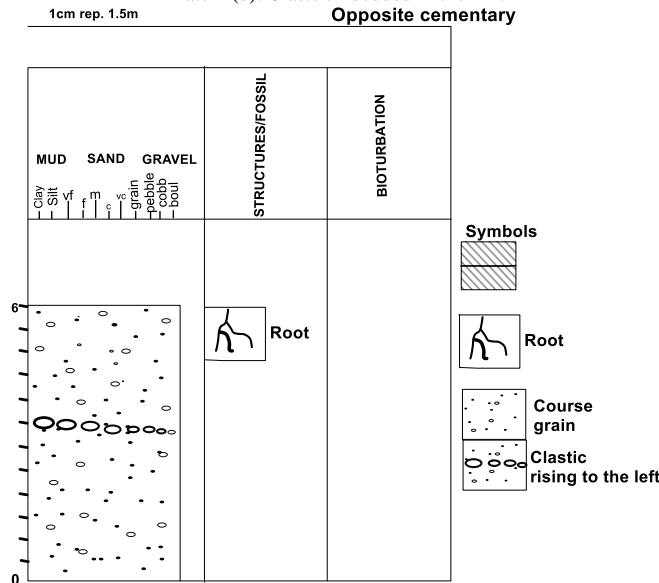 1cm rep. 1.5m
Opposite cementary
STRUCTURES/FOSSIL
BIOTURBATION
MUD SAND GRAVEL
Clay Silt vf f m c vc grain pebble cobb boul
Symbols
6
Root
Root
Course
grain
Clastic
rising to the left
0